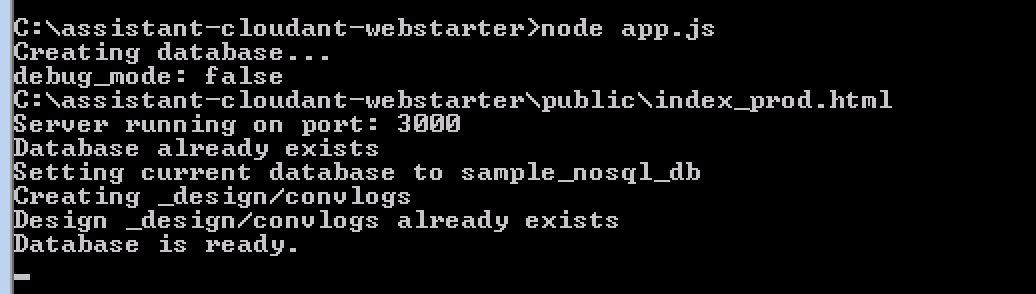 C:\assistant-cloudant-webstarter>node app.js
Creating database...
debug_mode: false
C:\assistant-cloudant-webstarter\public\index_prod.html
Server running on port: 3000
Database already exists
Setting current database to sample_nosql_db
Creating _design/convlogs
Design _design/convlogs already exists
Database is ready.